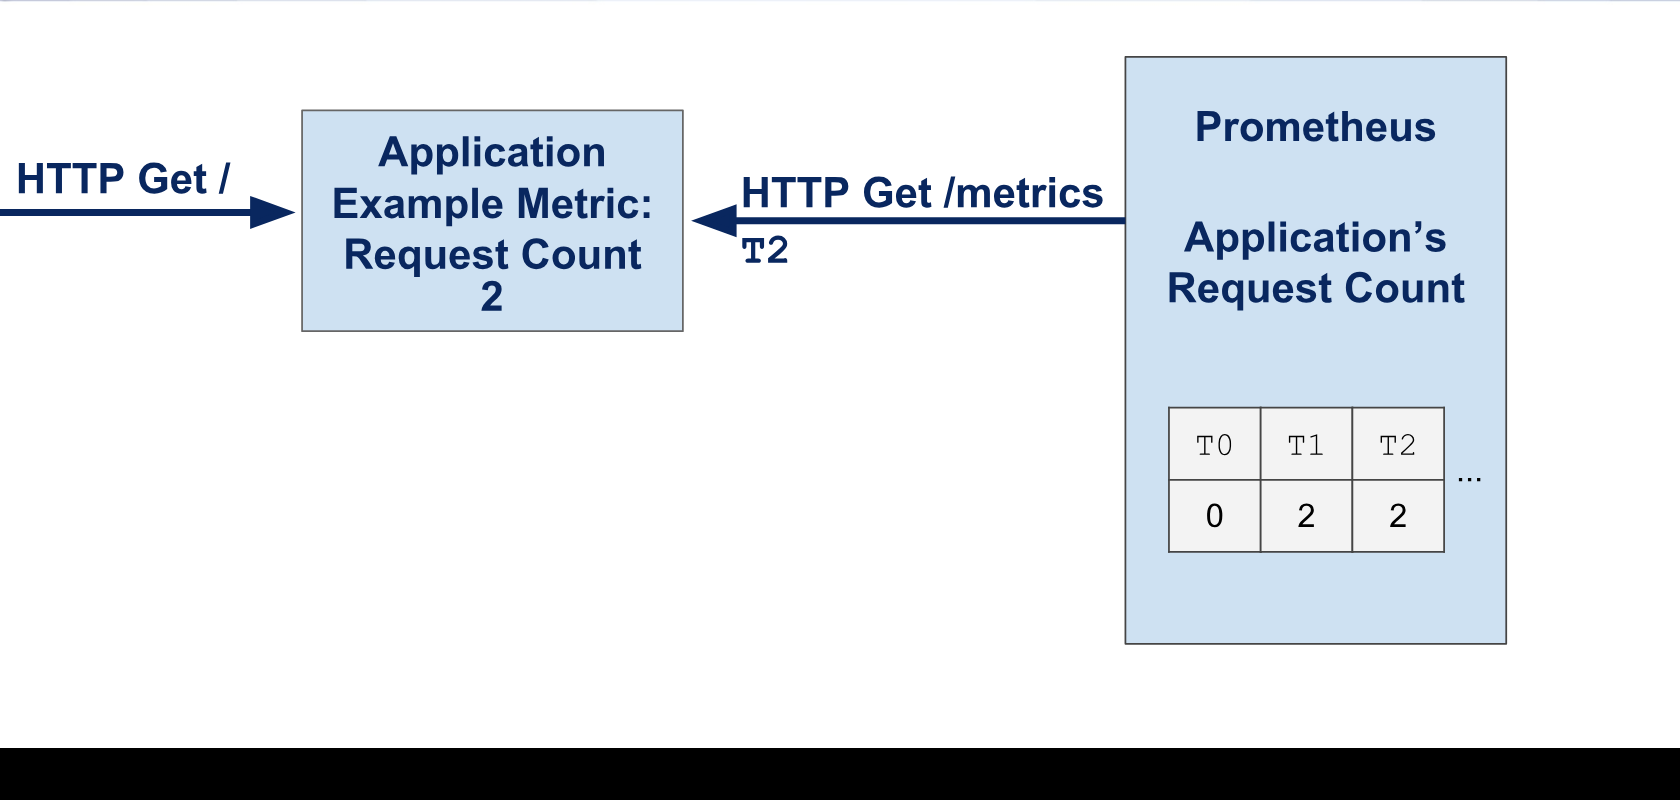 HTTP Get /
Application
Example Metric:
Request Count
2
HTTP Get /metrics
T2
Prometheus
Application’s
Request Count
T0 T1 T2
...
0 2 2